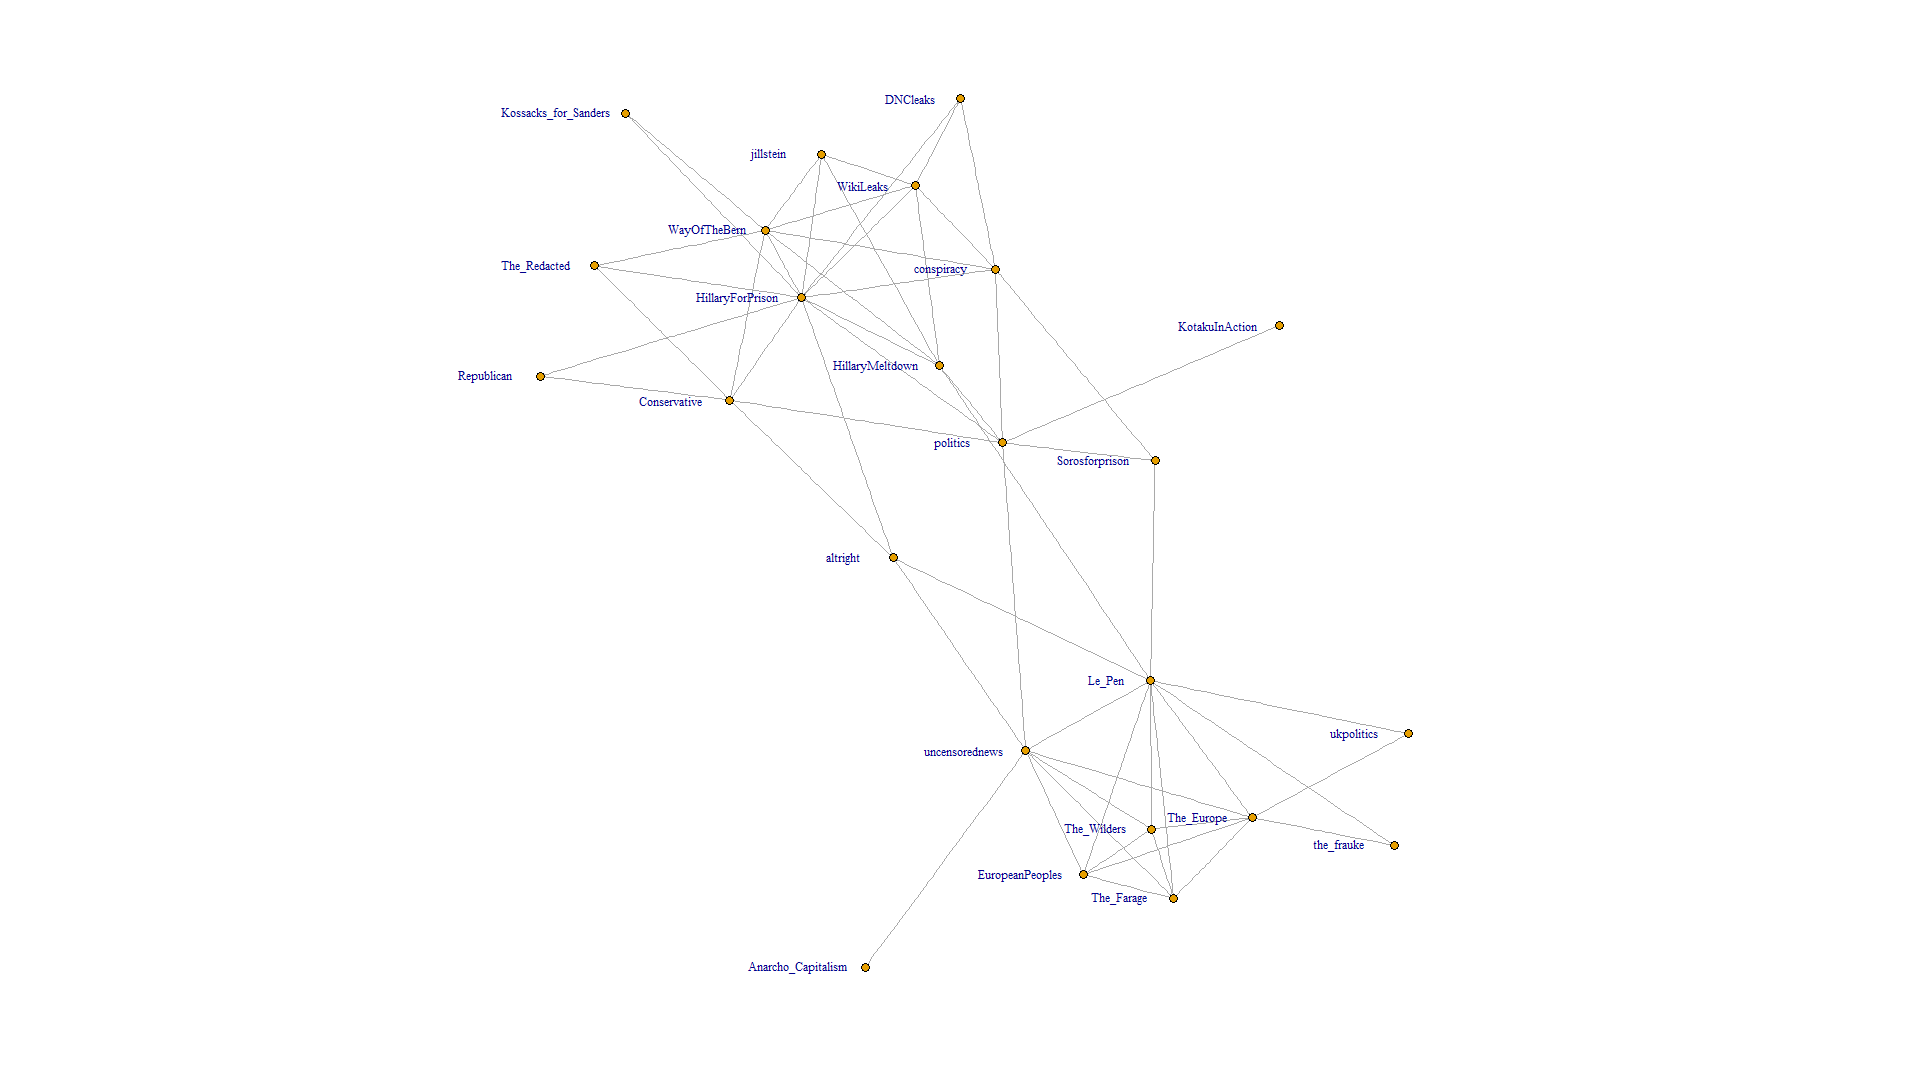 DNCleaks
Kossacks_for_Sanders
jillstein
WikiLeaks
WayOfTheBern
The_Redacted
conspiracy
HillaryForPrison
KotakuInAction
HillaryMeltdown
Republican
Conservative
politics
Sorosforprison
altright
Le_Pen
ukpolitics
uncensorednews
The_Europe
The_Wilders
the_frauke
EuropeanPeoples
The_Farage
Anarcho_Capitalism